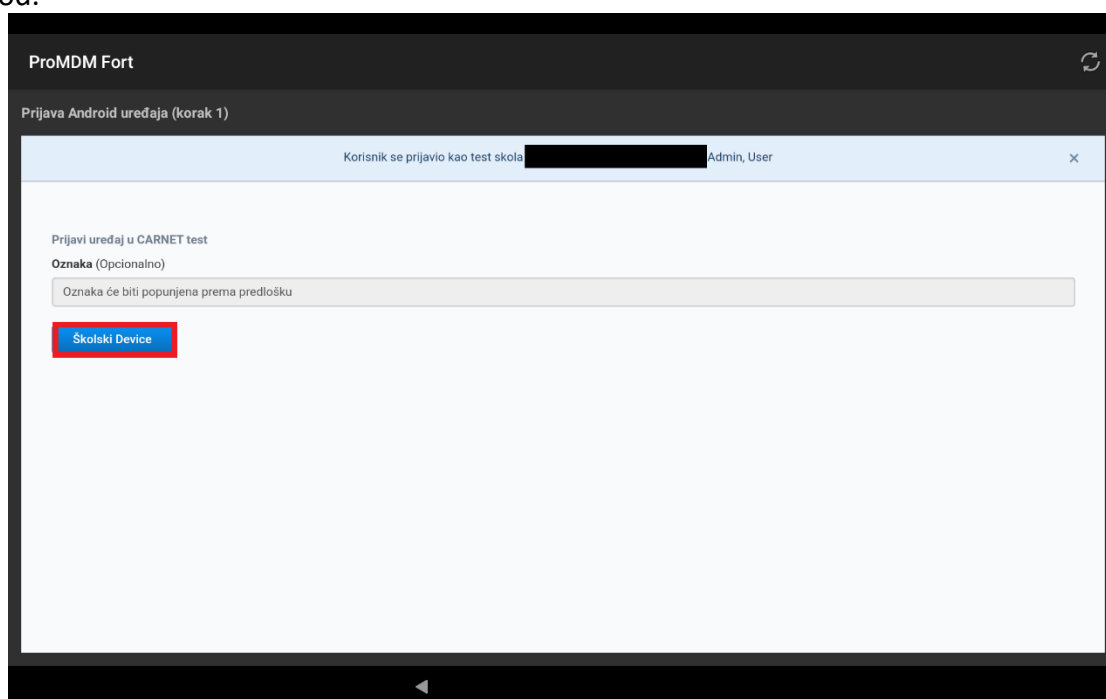 ProMDM Fort
Prijava Android uređaja (korak 1)
Korisnik se prijavio kao test skola Admin, User ×
Prijavi uređaj u CARNET test
Oznaka (Opcionalno)
Oznaka će biti popunjena prema predlošku
Školski Device